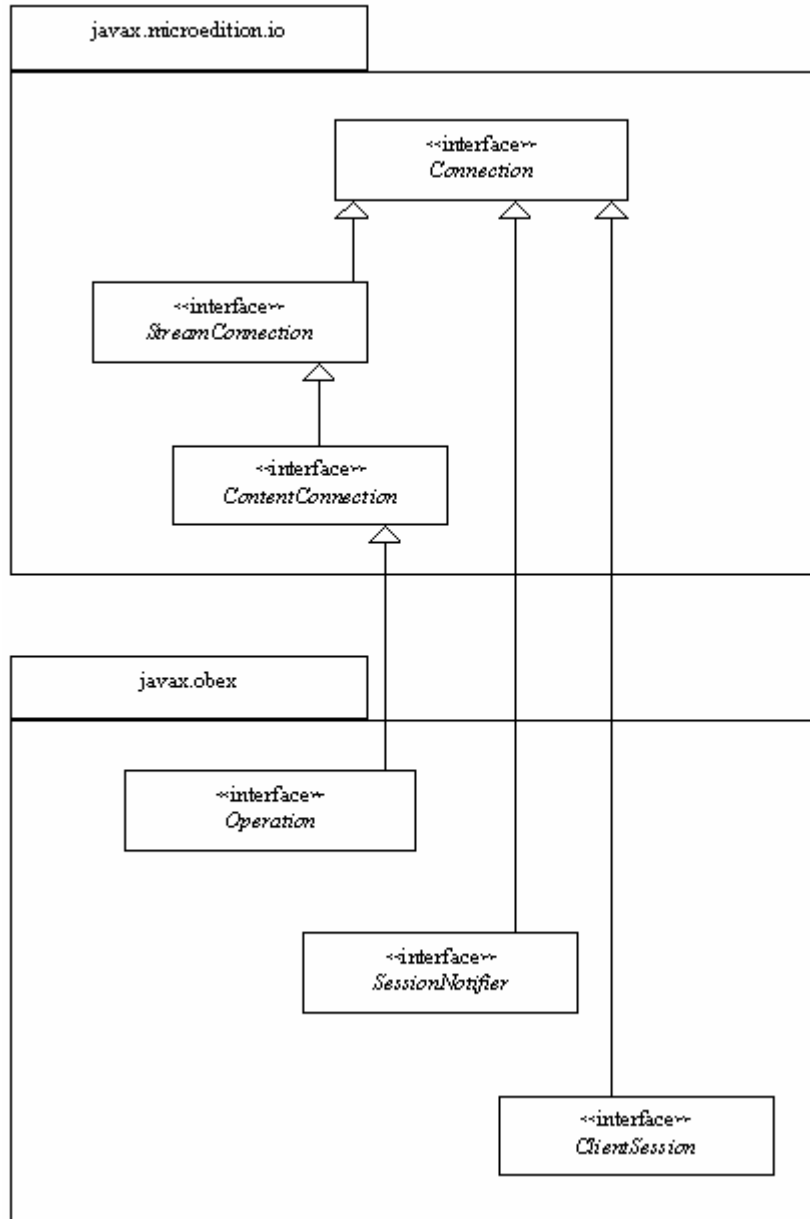 javax.microedition.io
<<interface>>
Connection
<<interface>>
StreamConnection
<<interface>>
ContentConnection
javax.obex
<<interface>>
Operation
<<interface>>
SessionNotifier
<<interface>>
ClientSession